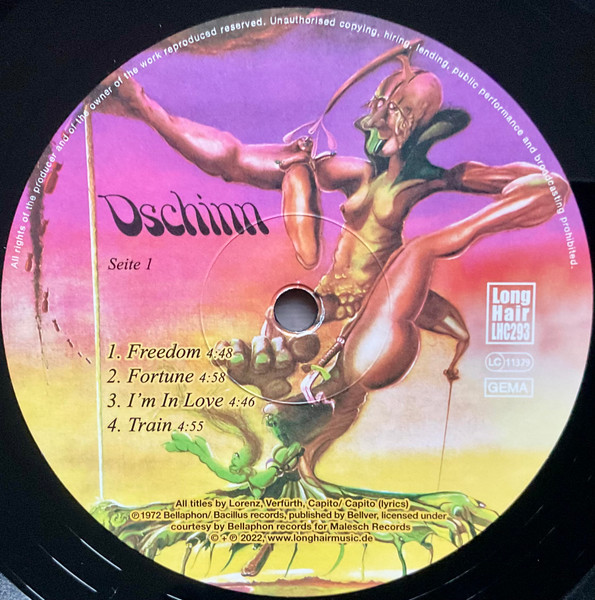 All rights of the producer and of the owner of the work reproduced reserved. Unauthorised copying, hiring, lending, public performance and broadcasting prohibited.
Dschinn
Seite 1
1. Freedom 4:48
2. Fortune 4:58
3. I'm In Love 4:46
4. Train 4:55
Long
Hair
LHC293
LC 11379
GEMA
All titles by Lorenz, Verfürth, Capito/ Capito (lyrics)
℗1972 Bellaphon/ Bacillus records, published by Bellver, licensed under
courtesy by Bellaphon records for Malesch Records
© + ℗ 2022, www.longhairmusic.de